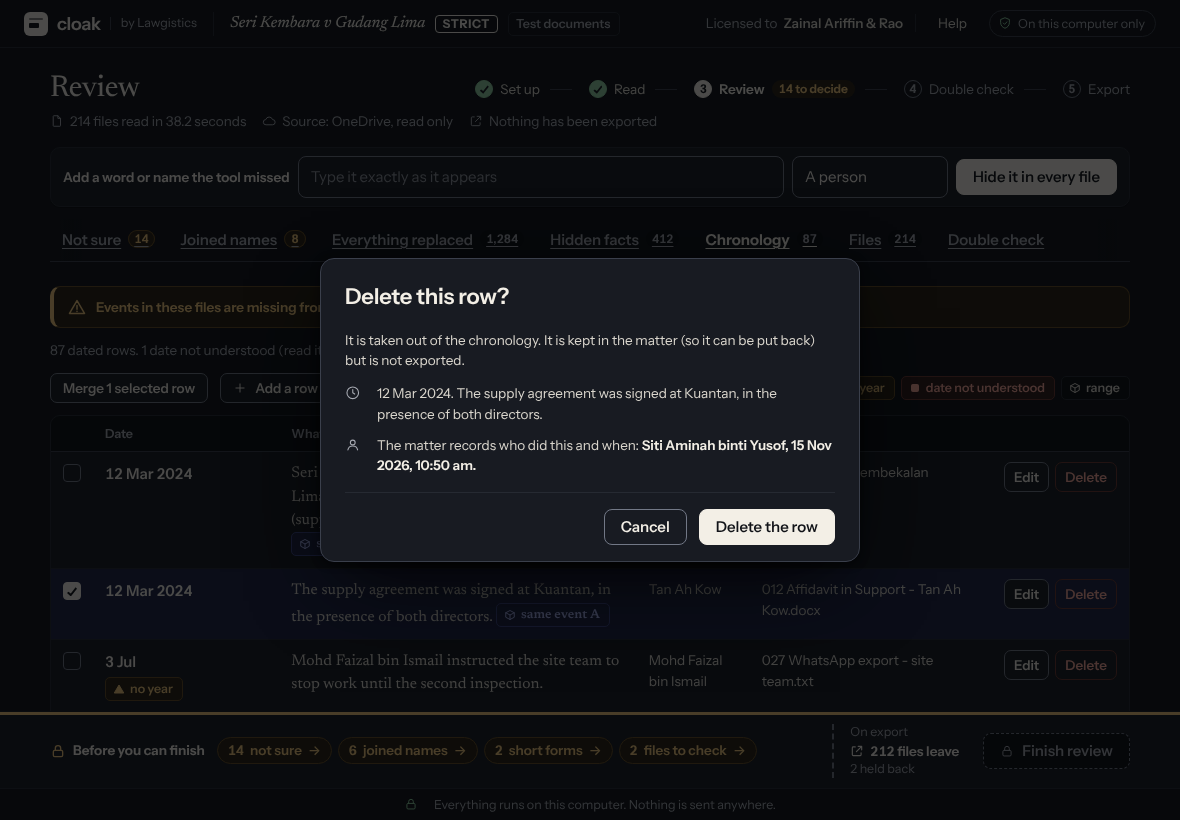 cloak by Lawgistics Seri Kembara v Gudang Lima STRICT Test documents Licensed to Zainal Ariffin & Rao Help On this computer only
Review
Set up Read 3 Review 14 to decide 4 Double check 5 Export
214 files read in 38.2 seconds Source: OneDrive, read only Nothing has been exported
Add a word or name the tool missed Type it exactly as it appears A person Hide it in every file
Not sure 14 Joined names 8 Everything replaced 1,284 Hidden facts 412 Chronology 87 Files 214 Double check
Events in these files are missing
87 dated rows. 1 date not understood (read
Merge 1 selected row Add a row year date not understood range
Date
12 Mar 2024 Seri embekalan Edit Delete
Delete this row?
It is taken out of the chronology. It is kept in the matter (so it can be put back)
but is not exported.
12 Mar 2024. The supply agreement was signed at Kuantan, in the
presence of both directors.
The matter records who did this and when: Siti Aminah binti Yusof, 15 Nov
2026, 10:50 am.
Cancel Delete the row
12 Mar 2024 The supply agreement was signed at Kuantan, in Tan Ah Kow 012 Affidavit in Support - Tan Ah Edit Delete
the presence of both directors. same event A Kow.docx
3 Jul Mohd Faizal bin Ismail instructed the site team to Mohd Faizal 027 WhatsApp export - site Edit Delete
no year stop work until the second inspection. bin Ismail team.txt
Before you can finish 14 not sure → 6 joined names → 2 short forms → 2 files to check →
On export
212 files leave
2 held back
Finish review
Everything runs on this computer. Nothing is sent anywhere.